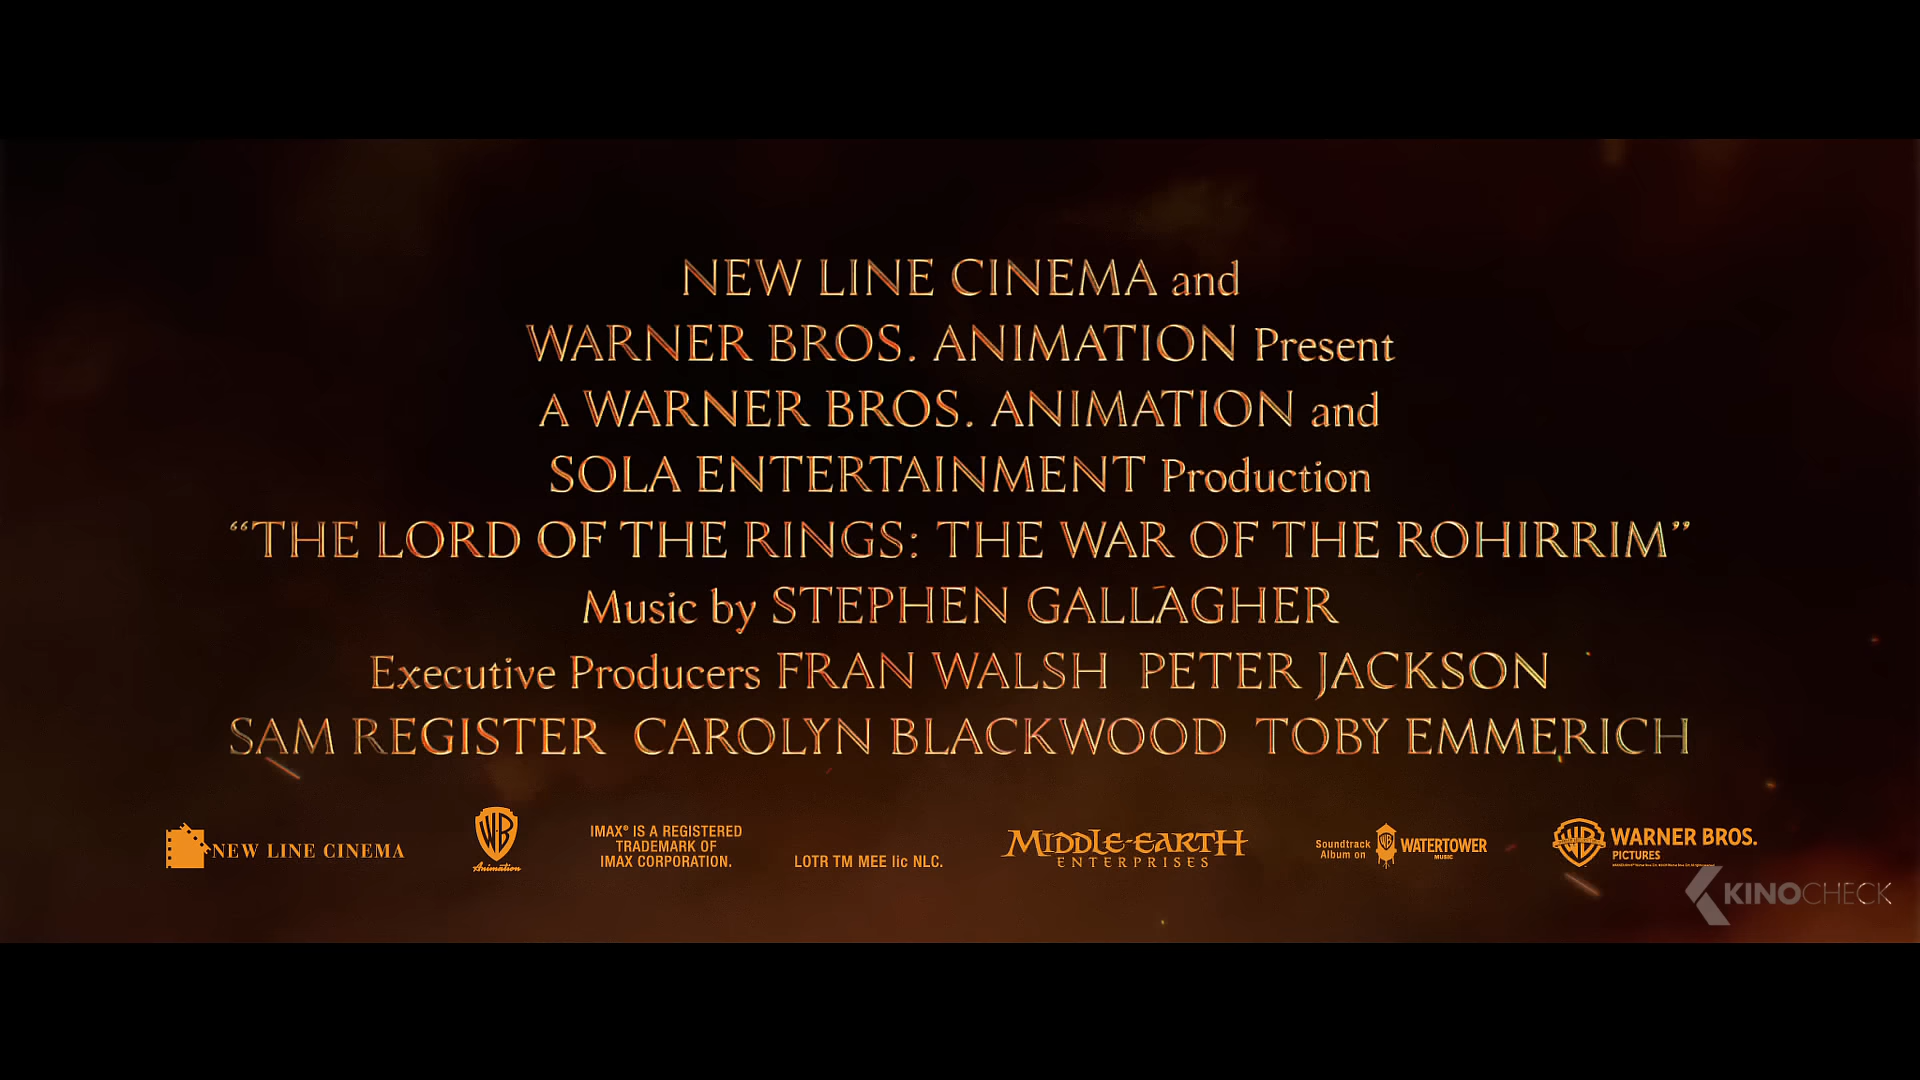 NEW LINE CINEMA and
WARNER BROS. ANIMATION Present
A WARNER BROS. ANIMATION and
SOLA ENTERTAINMENT Production
“THE LORD OF THE RINGS: THE WAR OF THE ROHIRRIM”
Music by STEPHEN GALLAGHER
Executive Producers FRAN WALSH PETER JACKSON
SAM REGISTER CAROLYN BLACKWOOD TOBY EMMERICH
NEW LINE CINEMA
WB
Animation
IMAX® IS A REGISTERED
TRADEMARK OF
IMAX CORPORATION.
LOTR TM MEE lic NLC.
MIDDLE-EARTH
ENTERPRISES
Soundtrack
Album on
WATERTOWER
MUSIC
WARNER BROS.
PICTURES
KINOCHECK